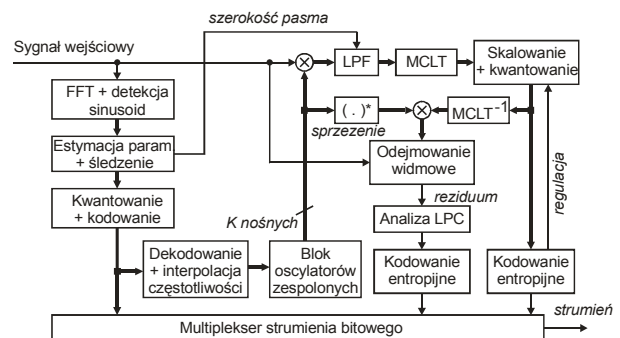 szerokość pasma
Sygnał wejściowy
LPF
MCLT
Skalowanie
+ kwantowanie
FFT + detekcja
sinusoid
( . )*
sprzezenie
MCLT-1
Estymacja param.
+ śledzenie
Odejmowanie
widmowe
regulacja
reziduum
Kwantowanie
+ kodowanie
K nośnych
Analiza LPC
Dekodowanie
+ interpolacja
częstotliwości
Blok
oscylatorów
zespolonych
Kodowanie
entropijne
Kodowanie
entropijne
strumień
Multiplekser strumienia bitowego